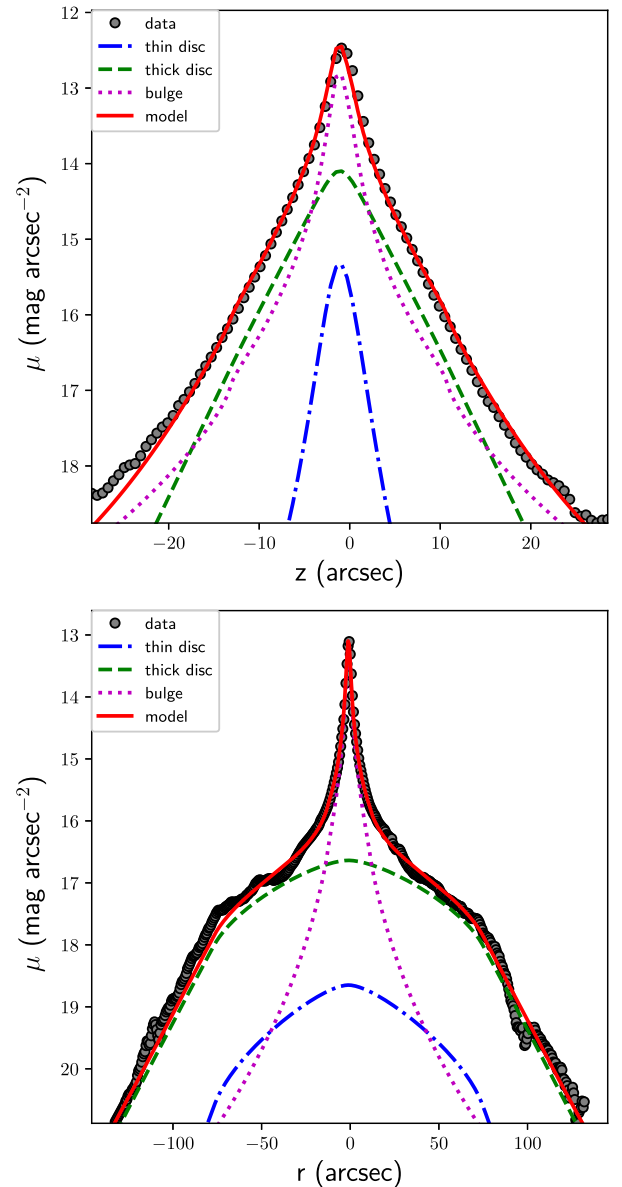 12
13
14
15
16
17
18
μ (mag arcsec−2)
data
thin disc
thick disc
bulge
model
−20 −10 0 10 20
z (arcsec)
13
14
15
16
17
18
19
20
μ (mag arcsec−2)
data
thin disc
thick disc
bulge
model
−100 −50 0 50 100
r (arcsec)